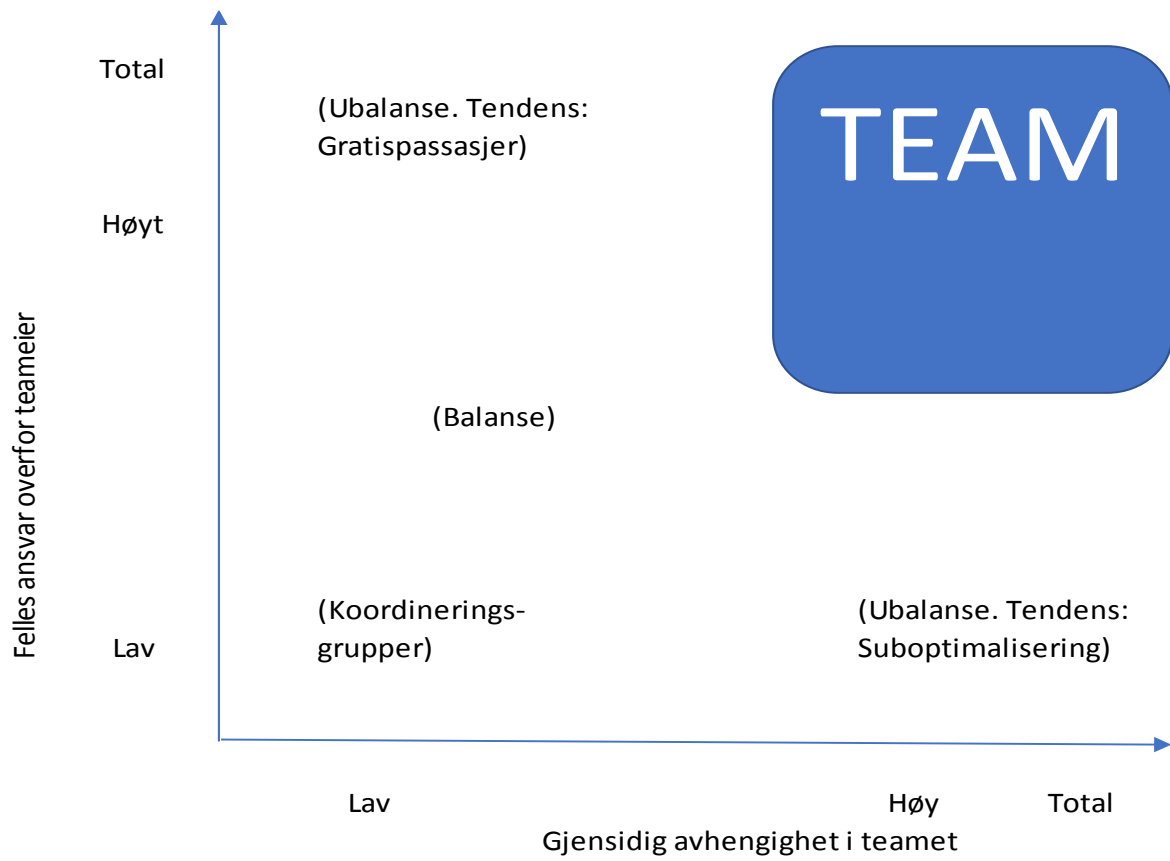 Total
(Ubalanse. Tendens:
Gratispassasjer)
TEAM
Høyt
Felles ansvar overfor teameier
(Balanse)
(Koordinerings-
grupper)
(Ubalanse. Tendens:
Suboptimalisering)
Lav
Lav
Høy
Total
Gjensidig avhengighet i teamet